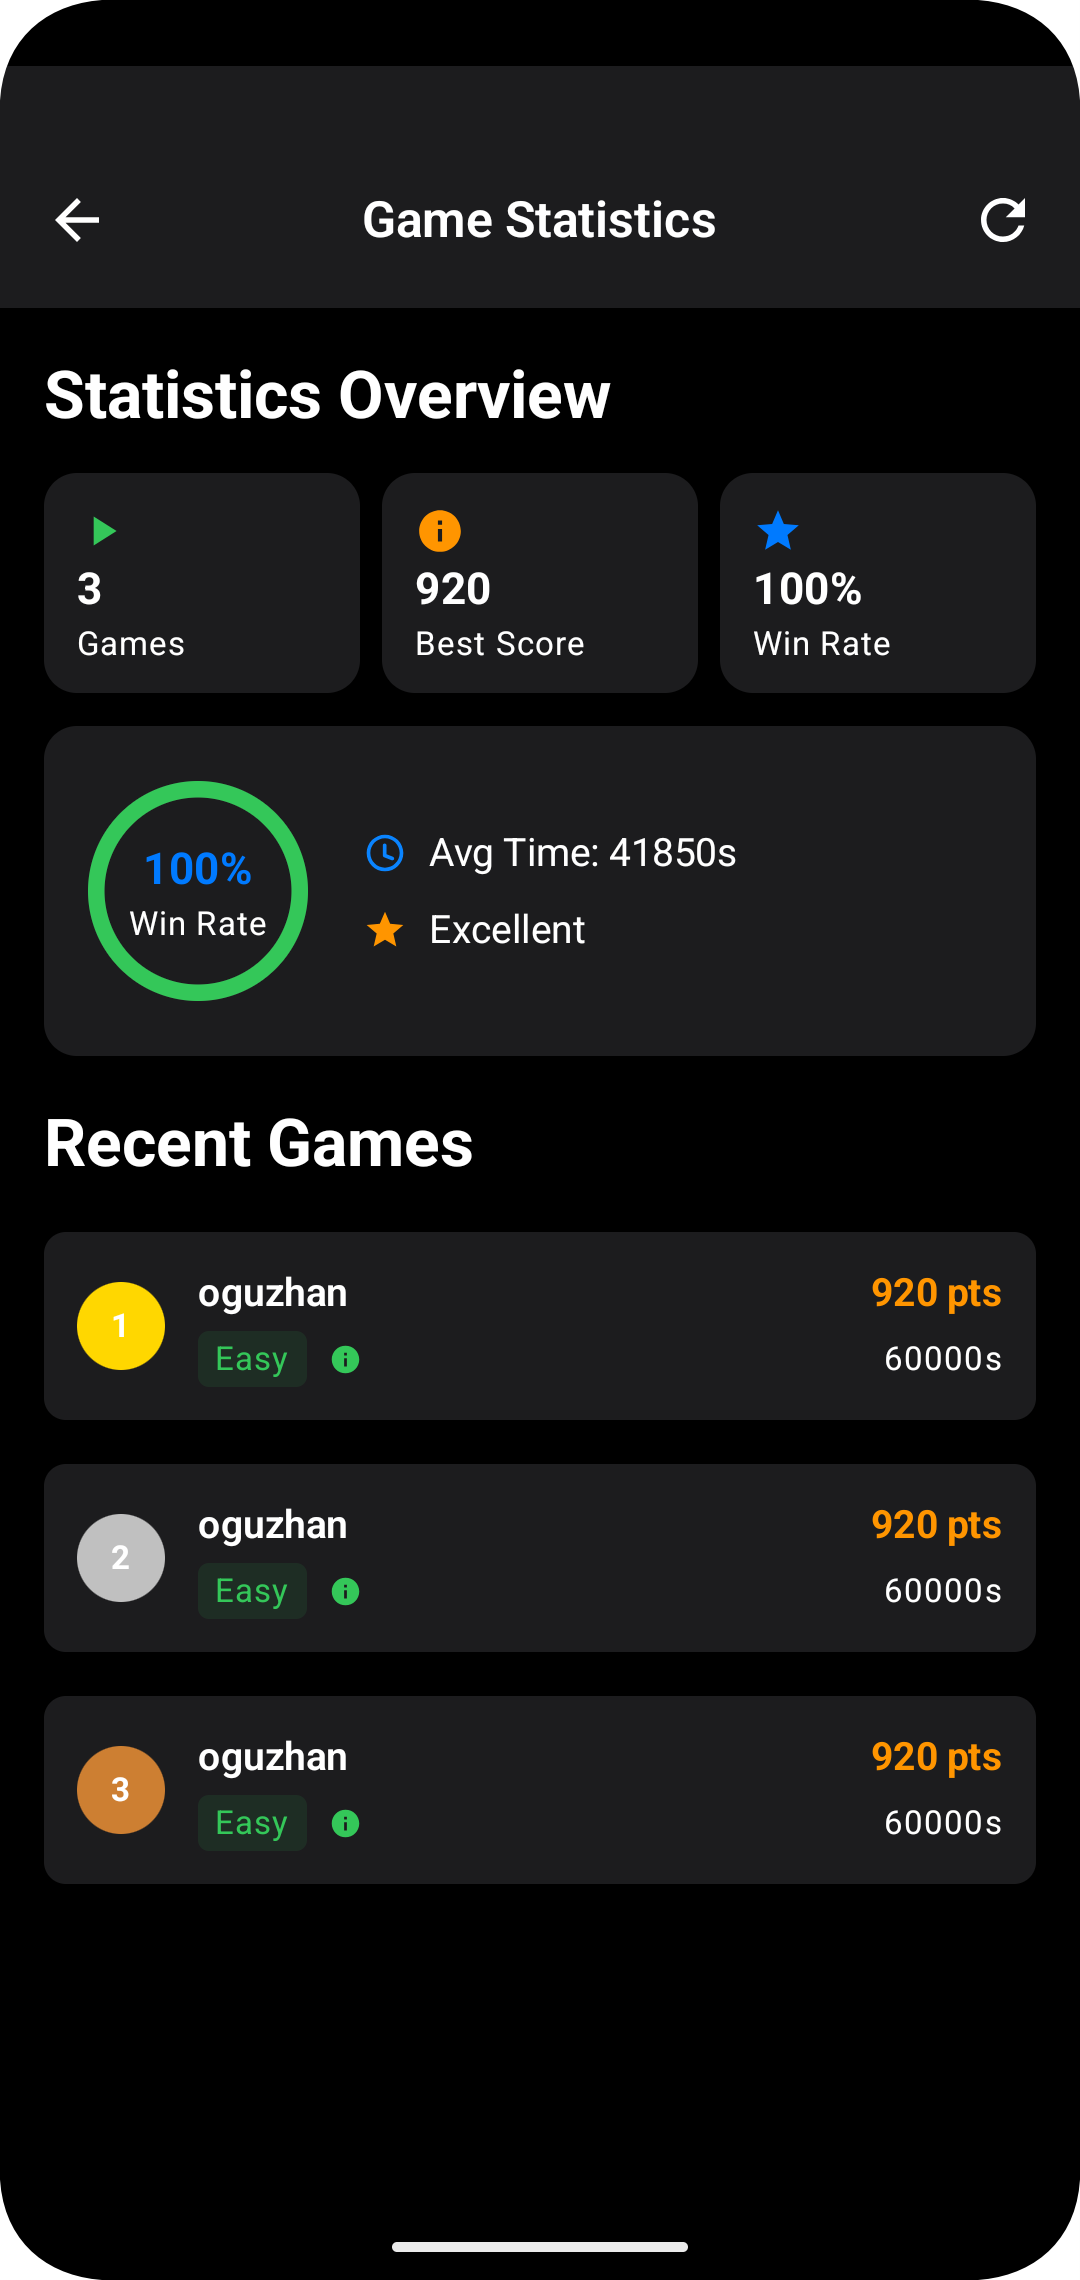 Game Statistics
Statistics Overview
3
Games
920
Best Score
100%
Win Rate
100%
Win Rate
Avg Time: 41850s
Excellent
Recent Games
1
oguzhan
Easy
920 pts
60000s
2
oguzhan
Easy
920 pts
60000s
3
oguzhan
Easy
920 pts
60000s